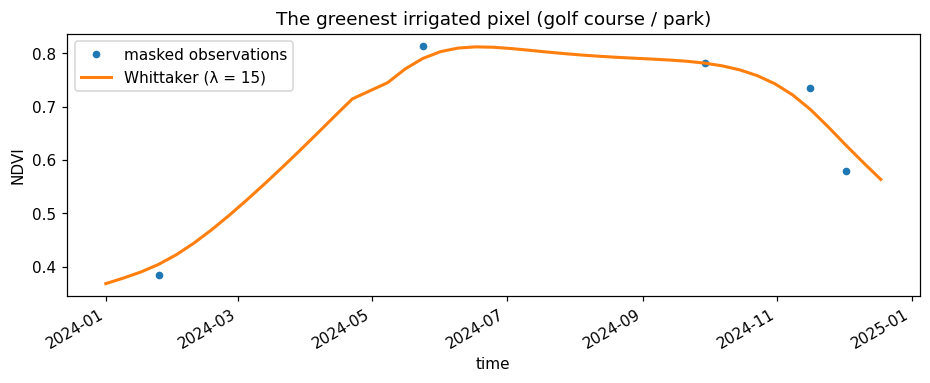 The greenest irrigated pixel (golf course / park)
masked observations
Whittaker (λ = 15)
NDVI
0.8
0.7
0.6
0.5
0.4
2024-01
2024-03
2024-05
2024-07
2024-09
2024-11
2025-01
time